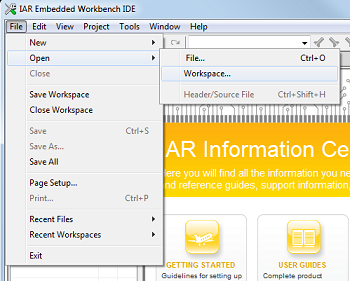 IAR Embedded Workbench IDE
File Edit View Project Tools Window Help
New
Open
Close
Save Workspace
Close Workspace
Save Ctrl+S
Save As...
Save All
Page Setup...
Print... Ctrl+P
Recent Files
Recent Workspaces
Exit
File... Ctrl+O
Workspace...
Header/Source File Ctrl+Shift+H
AR Information Ce
ere you will find all the information you ne
nd reference guides, support information,
GETTING STARTED
Guidelines for setting up
USER GUIDES
Complete product